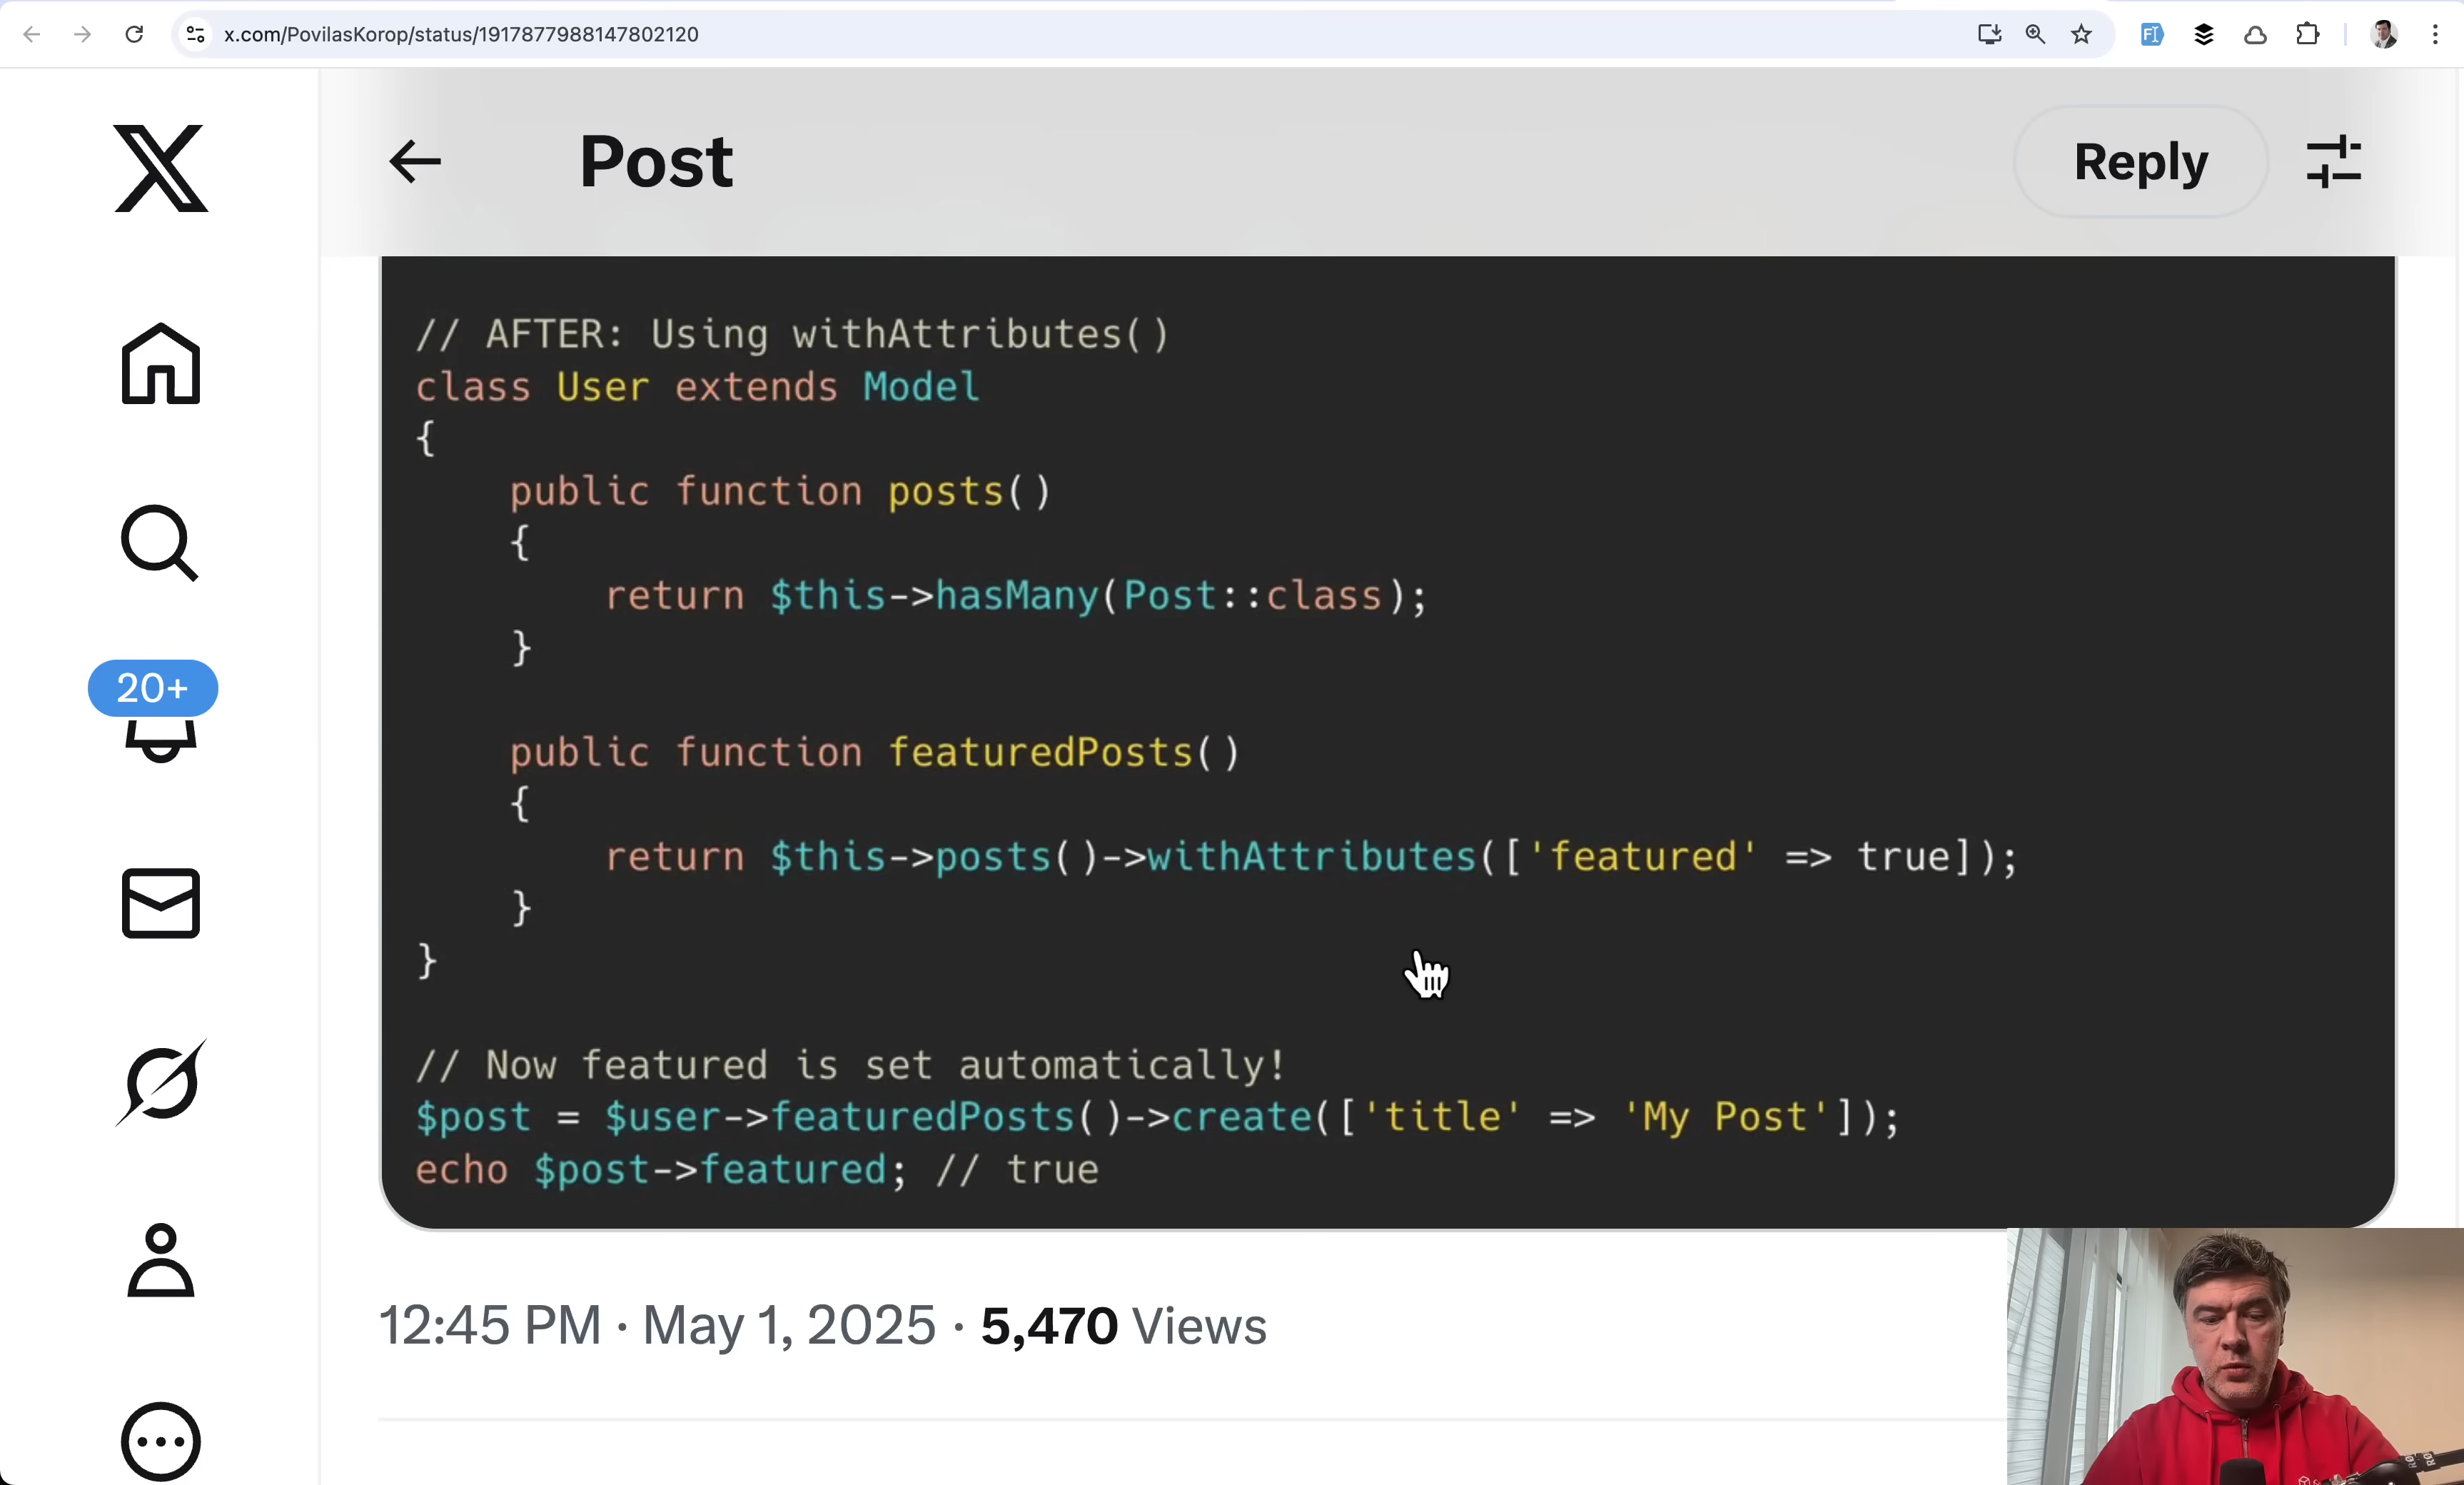 x.com/PovilasKorop/status/1917877988147802120
Post
Reply
// AFTER: Using withAttributes()
class User extends Model
{
    public function posts()
    {
        return $this->hasMany(Post::class);
    }
    public function featuredPosts()
    {
        return $this->posts()->withAttributes(['featured' => true]);
    }
}
// Now featured is set automatically!
$post = $user->featuredPosts()->create(['title' => 'My Post']);
echo $post->featured; // true
20+
12:45 PM · May 1, 2025 · 5,470 Views